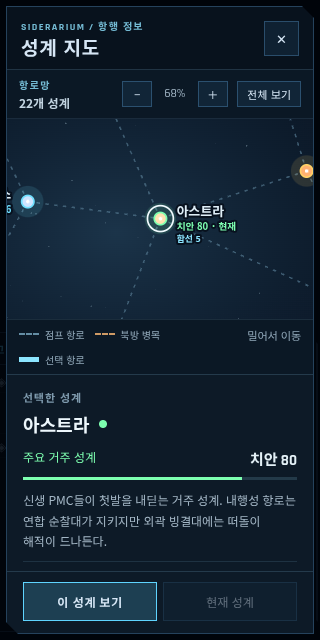 SIDERARIUM / 항행 정보
성계 지도
×
항로망
22개 성계
−
68%
+
전체 보기
스
6
아스트라
치안 80 · 현재
함선 5
점프 항로
북방 병목
밀어서 이동
선택 항로
선택한 성계
아스트라
주요 거주 성계
치안 80
신생 PMC들이 첫발을 내딛는 거주 성계. 내행성 항로는
연합 순찰대가 지키지만 외곽 빙결대에는 떠돌이
해적이 드나든다.
이 성계 보기
현재 성계